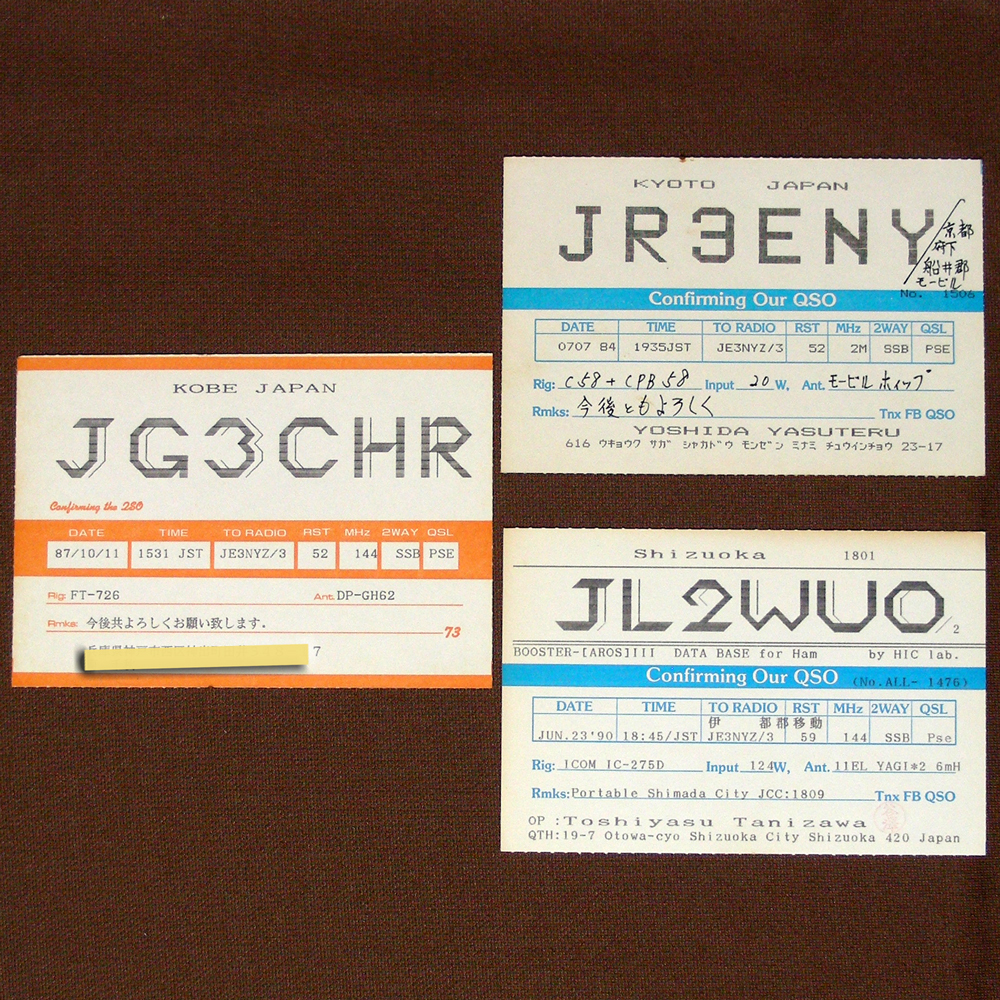 KOBE JAPAN
JG3CHR
Confirming the QSO
DATE TIME TO RADIO RST MHz 2WAY QSL
87/10/11 1531 JST JE3NYZ/3 52 144 SSB PSE
Rig: FT-726 Ant. DP-GH62
Rmks: 今後共よろしくお願い致します。
73
7
KYOTO JAPAN
JR3ENY/京都
府下
船井郡
モービル
No. 1506
Confirming Our QSO
DATE TIME TO RADIO RST MHz 2WAY QSL
0707 84 1935JST JE3NYZ/3 52 2M SSB PSE
Rig: C58+CPB58 Input 20 W, Ant. モービルホイップ
Rmks: 今後ともよろしく Tnx FB QSO
YOSHIDA YASUTERU
616 ウキョウク サガ シャカドウ モンゼン ミナミ チュウインチョウ 23-17
Shizuoka 1801
JL2WUO/2
BOOSTER-[AROS]III DATA BASE for Ham by HIC lab.
Confirming Our QSO (No.ALL- 1476)
DATE TIME TO RADIO RST MHz 2WAY QSL
伊 都郡移動
JUN.23'90 18:45/JST JE3NYZ/3 59 144 SSB Pse
Rig: ICOM IC-275D Input 124W, Ant. 11EL YAGI*2 6mH
Rmks: Portable Shimada City JCC:1809 Tnx FB QSO
OP :Toshiyasu Tanizawa
QTH:19-7 Otowa-cyo Shizuoka City Shizuoka 420 Japan